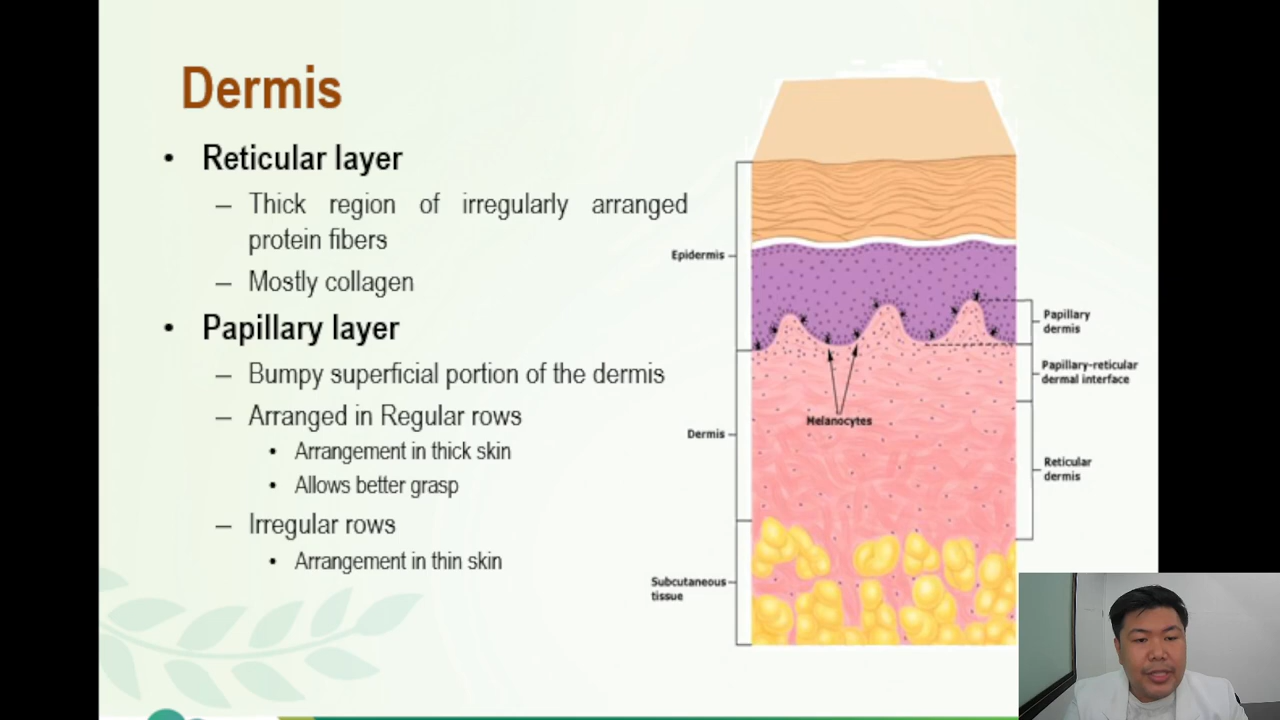 Dermis
• Reticular layer
– Thick region of irregularly arranged
protein fibers
– Mostly collagen
• Papillary layer
– Bumpy superficial portion of the dermis
– Arranged in Regular rows
• Arrangement in thick skin
• Allows better grasp
– Irregular rows
• Arrangement in thin skin
Epidermis
Dermis
Subcutaneous
tissue
Melanocytes
Papillary
dermis
Papillary-reticular
dermal interface
Reticular
dermis